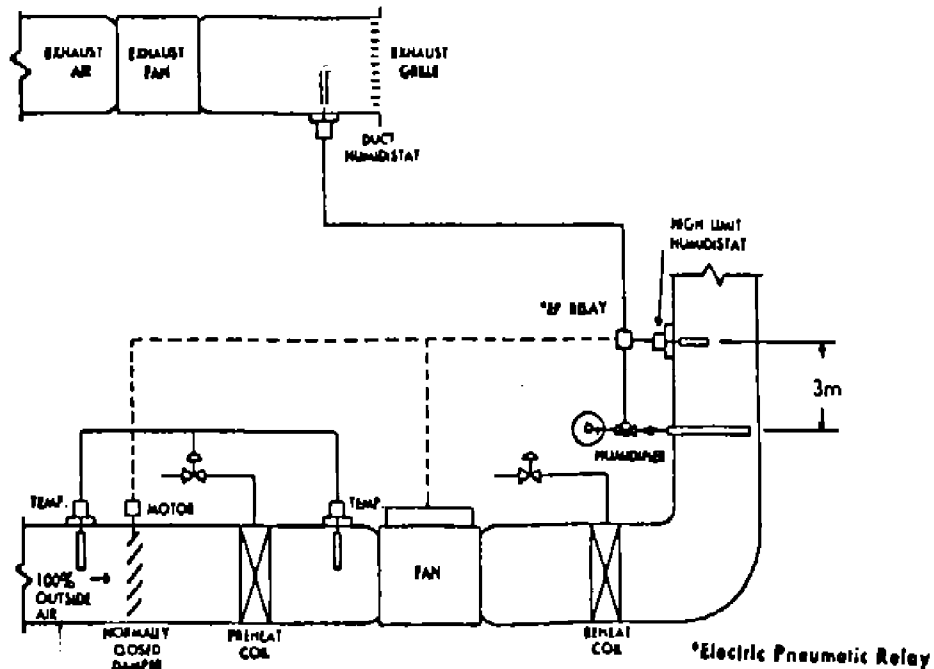 EXHAUST
AIR
EXHAUST
FAN
EXHAUST
GRILLE
DUCT
HUMIDISTAT
HIGH LIMIT
HUMIDISTAT
*EP RELAY
3m
HUMIDIFIER
TEMP.
MOTOR
TEMP.
100%
OUTSIDE
AIR
FAN
NORMALLY
CLOSED
DAMPER
PREHEAT
COIL
REHEAT
COIL
*Electric Pneumatic Relay